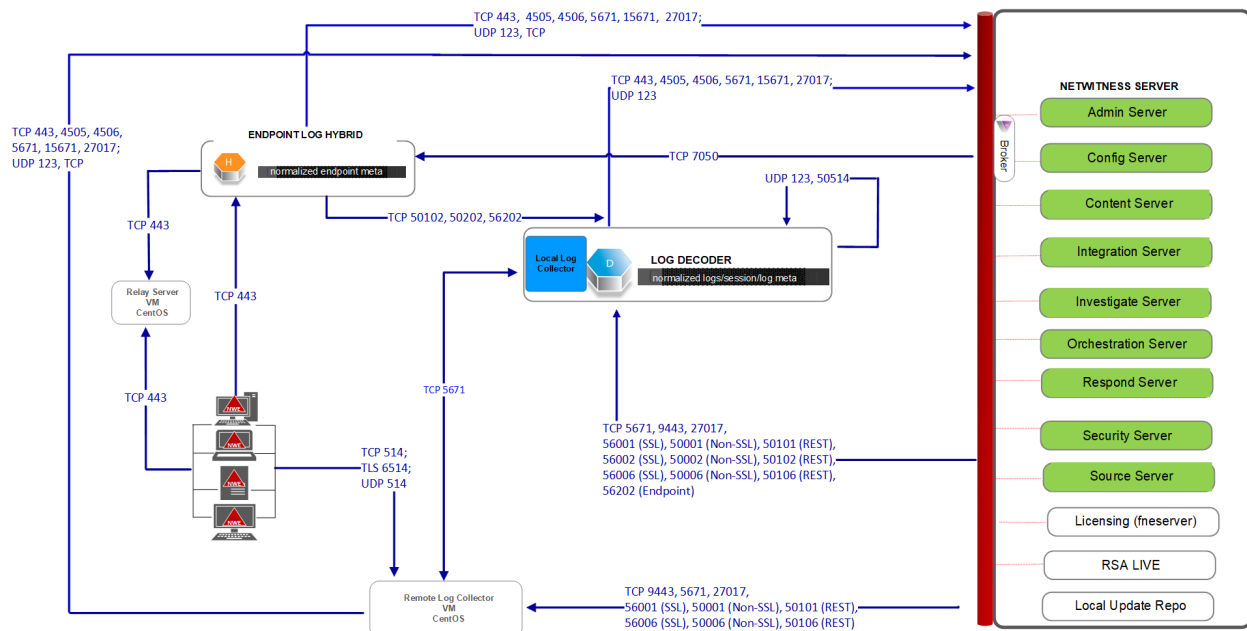 TCP 443, 4505, 4506, 5671, 15671, 27017;
UDP 123, TCP
TCP 443, 4505, 4506, 5671, 15671, 27017;
UDP 123
NETWITNESS SERVER
Admin Server
TCP 443, 4505, 4506,
5671, 15671, 27017;
UDP 123, TCP
ENDPOINT LOG HYBRID
H
normalized endpoint meta
TCP 7050
Broker
Config Server
UDP 123, 50514
Content Server
TCP 443
TCP 50102, 50202, 56202
Integration Server
Local Log
Collector
D
LOG DECODER
normalized logs/session/log meta
Relay Server
VM
CentOS
TCP 443
Investigate Server
Orchestration Server
TCP 443
TCP 5671
Respond Server
NWE
NWE
NWE
NWE
TCP 514;
TLS 6514;
UDP 514
TCP 5671, 9443, 27017,
56001 (SSL), 50001 (Non-SSL), 50101 (REST),
56002 (SSL), 50002 (Non-SSL), 50102 (REST),
56006 (SSL), 50006 (Non-SSL), 50106 (REST),
56202 (Endpoint)
Security Server
Source Server
Licensing (fneserver)
RSA LIVE
Local Update Repo
Remote Log Collector
VM
CentOS
TCP 9443, 5671, 27017,
56001 (SSL), 50001 (Non-SSL), 50101 (REST),
56006 (SSL), 50006 (Non-SSL), 50106 (REST)